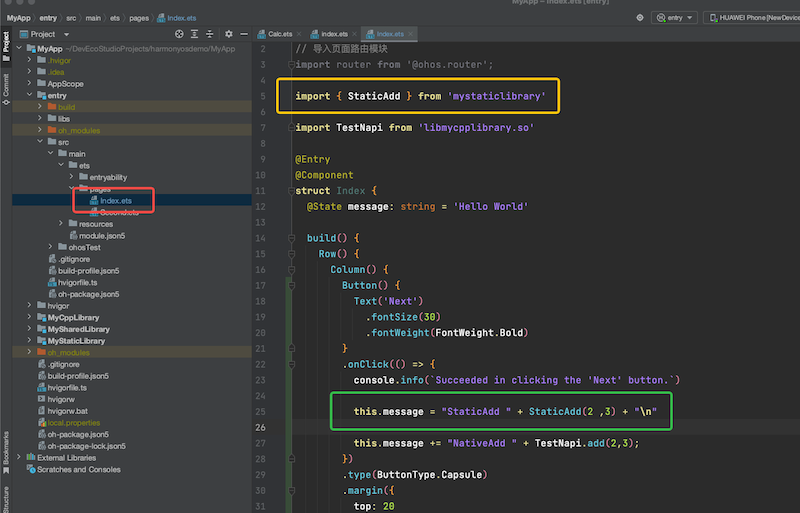 MyApp – Index.ets [entry]
MyApp entry src main ets pages Index.ets
entry HUAWEI Phone [NewDevice
Project
Calc.ets
index.ets
Index.ets
Project
Commit
Bookmarks
Structure
MyApp ~/DevEcoStudioProjects/harmonyosdemo/MyApp
.hvigor
.idea
AppScope
entry
build
libs
oh_modules
src
main
ets
entryability
pages
Index.ets
Second.ets
resources
module.json5
ohosTest
.gitignore
build-profile.json5
hvigorfile.ts
oh-package.json5
hvigor
MyCppLibrary
MySharedLibrary
MyStaticLibrary
oh_modules
.gitignore
build-profile.json5
hvigorfile.ts
hvigorw
hvigorw.bat
local.properties
oh-package.json5
oh-package-lock.json5
External Libraries
Scratches and Consoles
2 // 导入页面路由模块
3 import router from '@ohos.router';
4
5 import { StaticAdd } from 'mystaticlibrary'
6
7 import TestNapi from 'libmycpplibrary.so'
8
9 @Entry
10 @Component
11 struct Index {
12 @State message: string = 'Hello World'
13
14 build() {
15 Row() {
16 Column() {
17 Button() {
18 Text('Next')
19 .fontSize(30)
20 .fontWeight(FontWeight.Bold)
21 }
22 .onClick(() => {
23 console.info(`Succeeded in clicking the 'Next' button.`)
24
25 this.message = "StaticAdd " + StaticAdd(2 ,3) + "\n"
26
27 this.message += "NativeAdd " + TestNapi.add(2,3);
28 })
29 .type(ButtonType.Capsule)
30 .margin({
31 top: 20